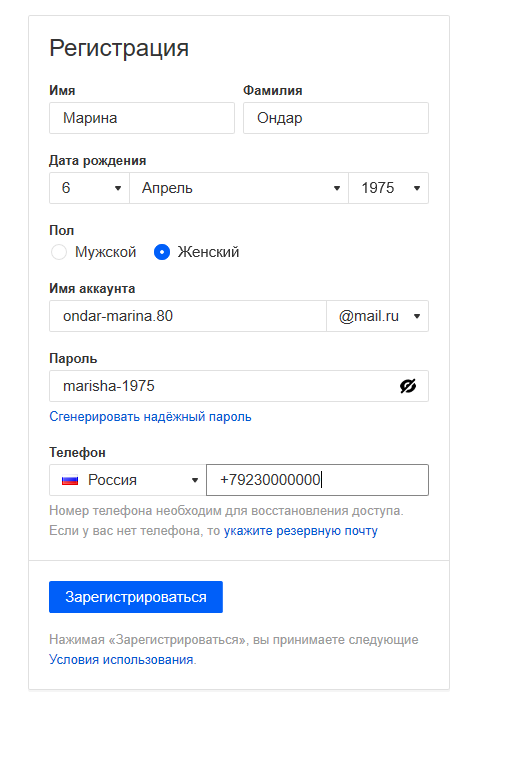 Регистрация
Имя Фамилия
Марина Ондар
Дата рождения
6 Апрель 1975
Пол
Мужской Женский
Имя аккаунта
ondar-marina.80 @mail.ru
Пароль
marisha-1975
Сгенерировать надёжный пароль
Телефон
Россия +79230000000
Номер телефона необходим для восстановления доступа.
Если у вас нет телефона, то укажите резервную почту
Зарегистрироваться
Нажимая «Зарегистрироваться», вы принимаете следующие
Условия использования.